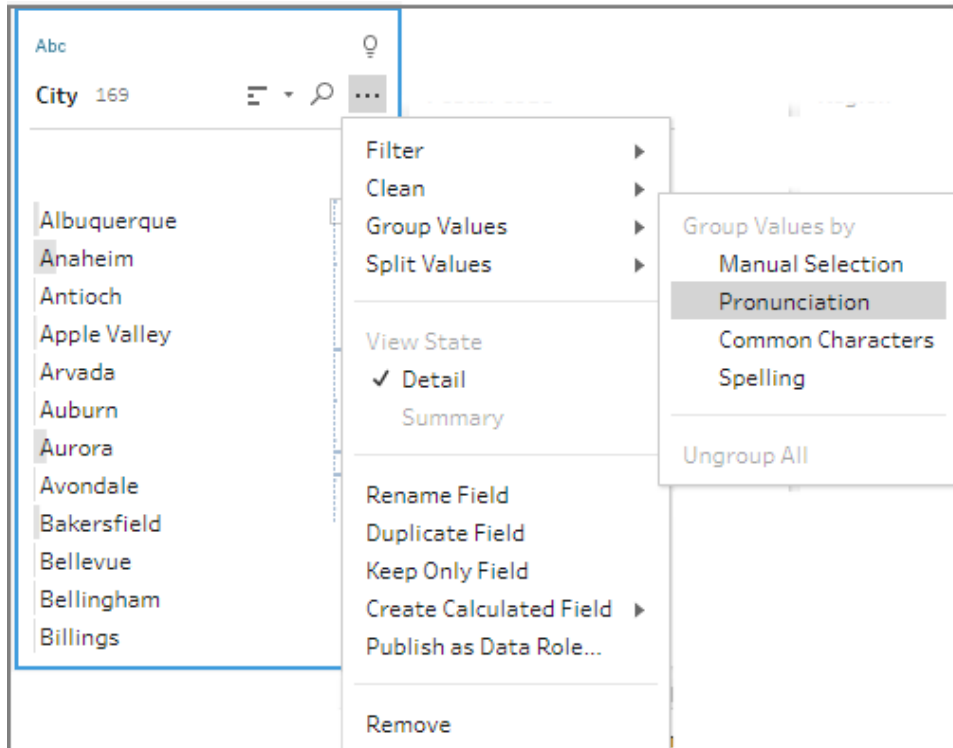 Abc
City 169
...
Albuquerque
Anaheim
Antioch
Apple Valley
Arvada
Auburn
Aurora
Avondale
Bakersfield
Bellevue
Bellingham
Billings
Filter
Clean
Group Values
Split Values
View State
✓ Detail
Summary
Rename Field
Duplicate Field
Keep Only Field
Create Calculated Field
Publish as Data Role...
Remove
Group Values by
Manual Selection
Pronunciation
Common Characters
Spelling
Ungroup All